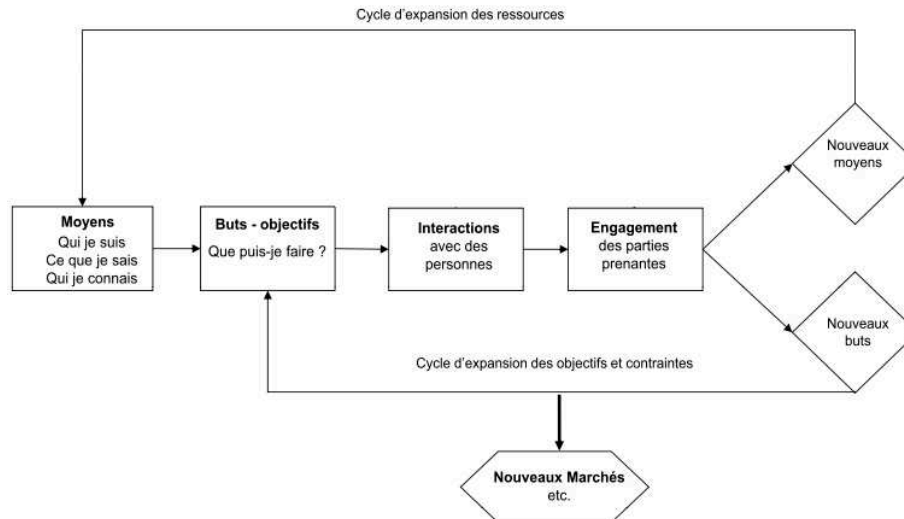 Cycle d'expansion des ressources
Nouveaux
moyens
Moyens
Qui je suis
Ce que je sais
Qui je connais
Buts - objectifs
Que puis-je faire ?
Interactions
avec des
personnes
Engagement
des parties
prenantes
Nouveaux
buts
Cycle d'expansion des objectifs et contraintes
Nouveaux Marchés
etc.